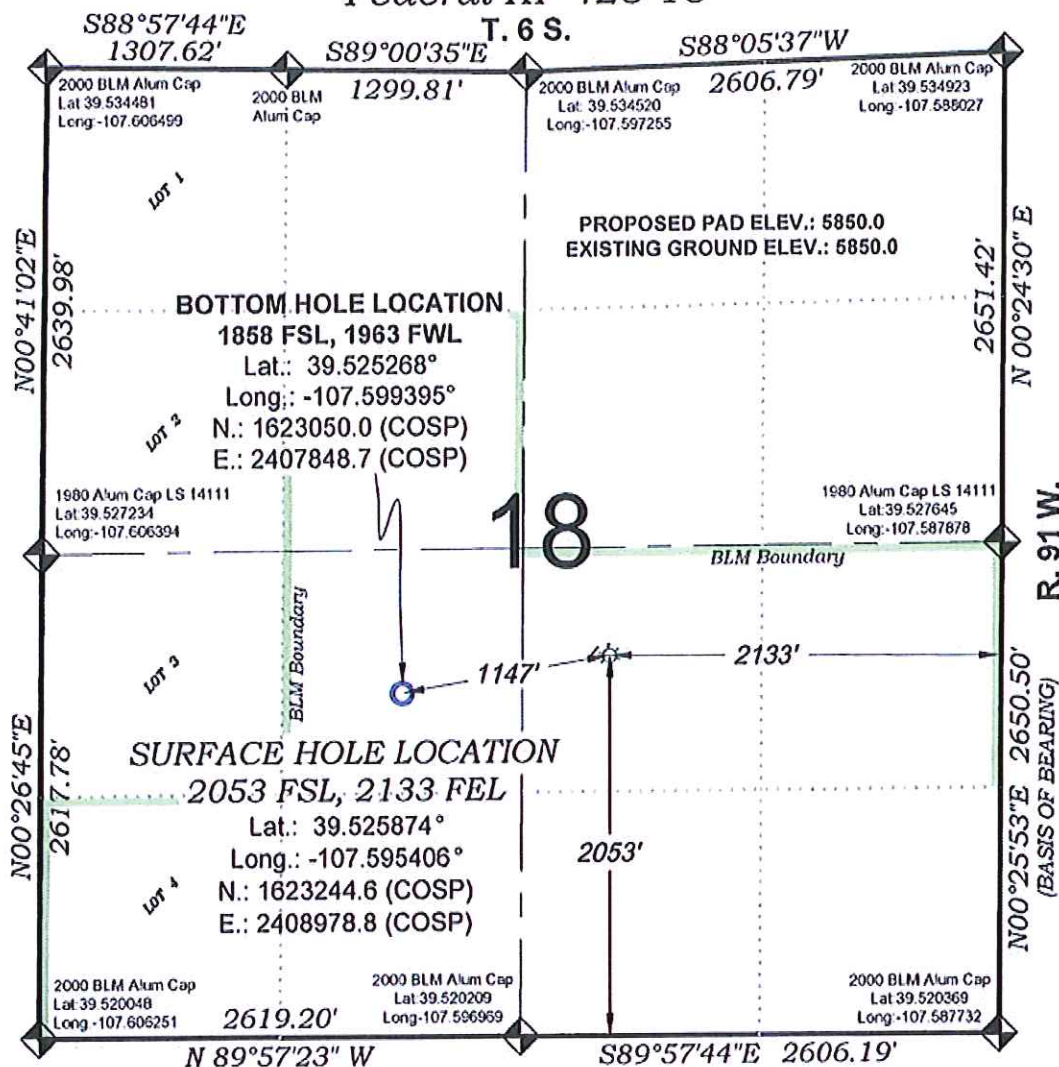 T. 6 S.
S88°57'44"E
1307.62'
S89°00'35"E
1299.81'
S88°05'37"W
2606.79'
2000 BLM Alum Cap
Lat 39.534481
Long:-107.606499
2000 BLM
Alum Cap
2000 BLM Alum Cap
Lat: 39.534520
Long:-107.597255
2000 BLM Alum Cap
Lat 39.534923
Long:-107.588027
LOT 1
PROPOSED PAD ELEV.: 5850.0
EXISTING GROUND ELEV.: 5850.0
N00°41'02"E
2639.98'
2651.42'
N 00°24'30" E
BOTTOM HOLE LOCATION
1858 FSL, 1963 FWL
Lat.: 39.525268°
Long.: -107.599395°
N.: 1623050.0 (COSP)
E.: 2407848.7 (COSP)
LOT 2
1980 Alum Cap LS 14111
Lat:39.527234
Long:-107.606394
18
1980 Alum Cap LS 14111
Lat:39.527645
Long:-107.587878
R. 91 W.
BLM Boundary
BLM Boundary
LOT 3
1147'
2133'
N00°26'45"E
2617.78'
SURFACE HOLE LOCATION
2053 FSL, 2133 FEL
Lat.: 39.525874°
Long.: -107.595406°
N.: 1623244.6 (COSP)
E.: 2408978.8 (COSP)
2053'
LOT 4
N00°25'53"E 2650.50'
(BASIS OF BEARING)
2000 BLM Alum Cap
Lat:39.520048
Long:-107.606251
2000 BLM Alum Cap
Lat:39.520209
Long-107.596969
2000 BLM Alum Cap
Lat:39.520369
Long:-107.587732
2619.20'
N 89°57'23" W
S89°57'44"E 2606.19'